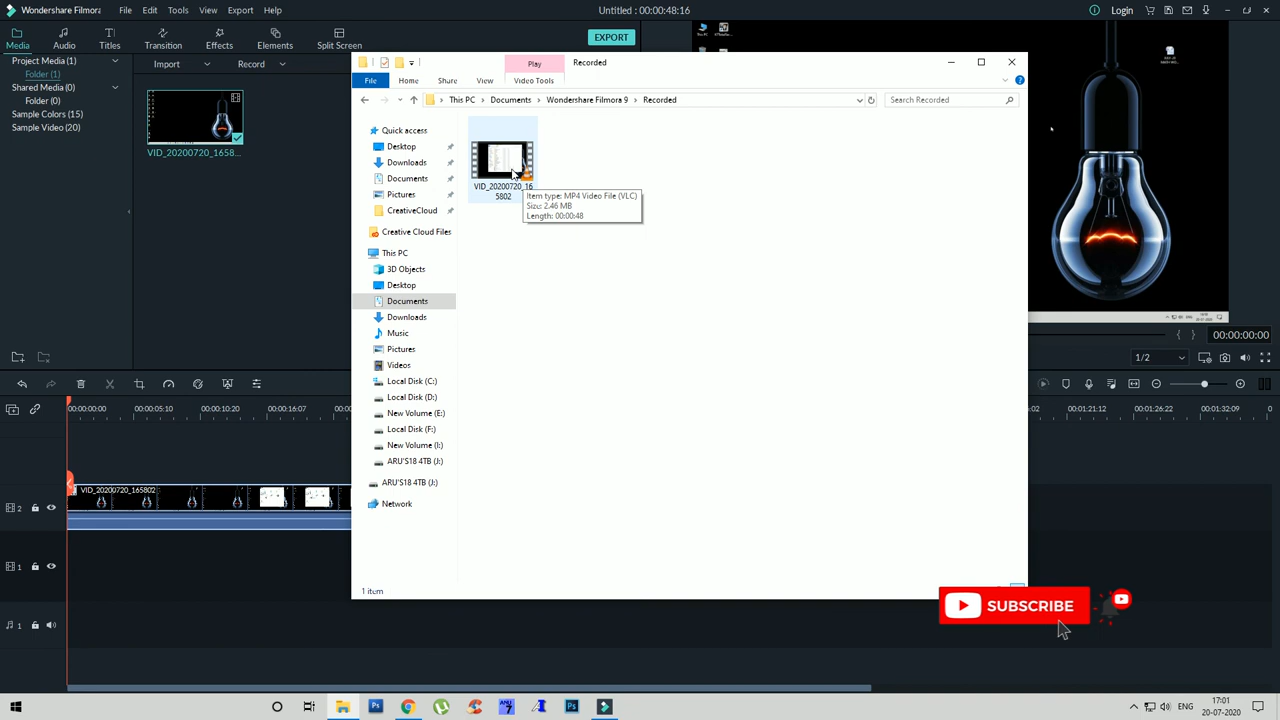 Wondershare Filmora
File Edit Tools View Export Help
Untitled : 00:00:48:16
Login
Media Audio Titles Transition Effects Elements Split Screen
EXPORT
Project Media (1)
Folder (1)
Shared Media (0)
Folder (0)
Sample Colors (15)
Sample Video (20)
Import Record
VID_20200720_1658...
Play Recorded
File Home Share View Video Tools
This PC > Documents > Wondershare Filmora 9 > Recorded
Search Recorded
Quick access
Desktop
Downloads
Documents
Pictures
CreativeCloud
Creative Cloud Files
This PC
3D Objects
Desktop
Documents
Downloads
Music
Pictures
Videos
Local Disk (C:)
Local Disk (D:)
New Volume (E:)
Local Disk (F:)
New Volume (I:)
ARU'S18 4TB (J:)
ARU'S18 4TB (J:)
Network
VID_20200720_16
5802
Item type: MP4 Video File (VLC)
Size: 2.46 MB
Length: 00:00:48
1 item
00:00:00:00
1/2
00:00:00:00 00:00:05:10 00:00:10:20 00:00:16:07
00:01:21:12 00:01:26:22 00:01:32:09
VID_20200720_165802
2
1
1
SUBSCRIBE
17:01
20-07-2020